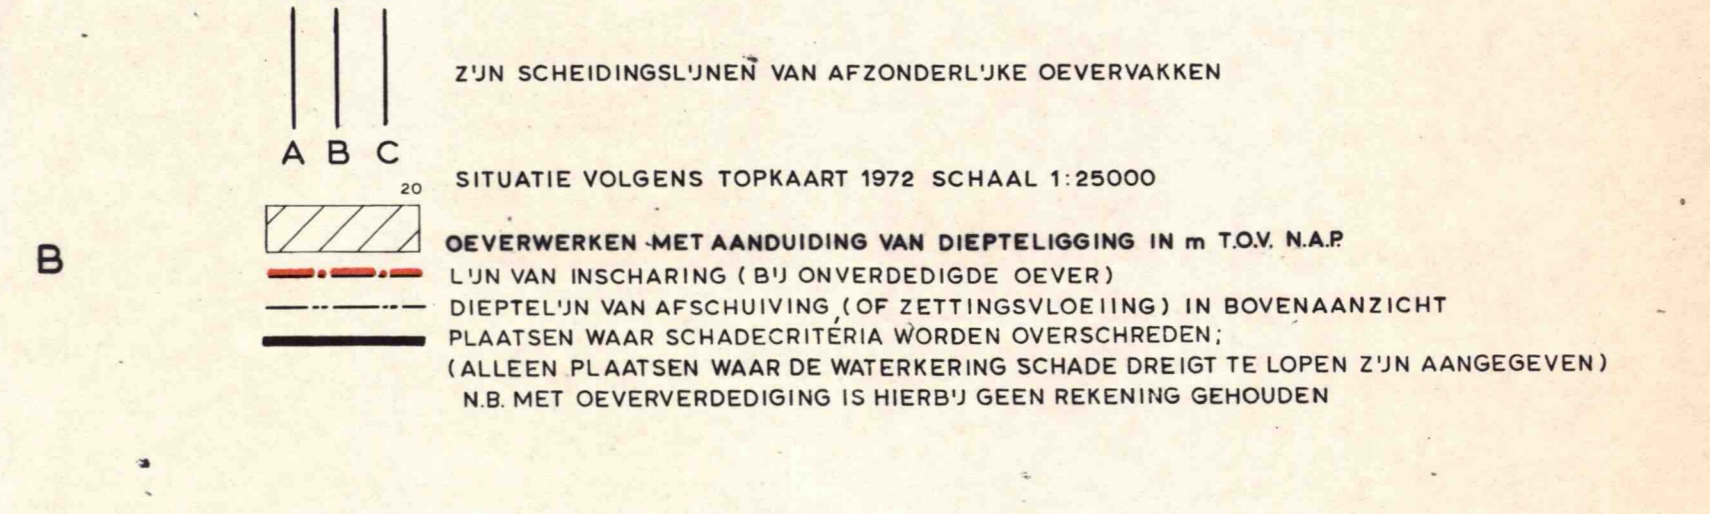 ZIJN SCHEIDINGSLIJNEN VAN AFZONDERLIJKE OEVERVAKKEN
A B C
SITUATIE VOLGENS TOPKAART 1972 SCHAAL 1:25000
20
OEVERWERKEN MET AANDUIDING VAN DIEPTELIGGING IN m T.O.V. N.A.P.
B
LIJN VAN INSCHARING (BIJ ONVERDEDIGDE OEVER)
DIEPTELIJN VAN AFSCHUIVING (OF ZETTINGSVLOEIING) IN BOVENAANZICHT
PLAATSEN WAAR SCHADECRITERIA WORDEN OVERSCHREDEN;
(ALLEEN PLAATSEN WAAR DE WATERKERING SCHADE DREIGT TE LOPEN ZIJN AANGEGEVEN)
N.B. MET OEVERVERDEDIGING IS HIERBIJ GEEN REKENING GEHOUDEN